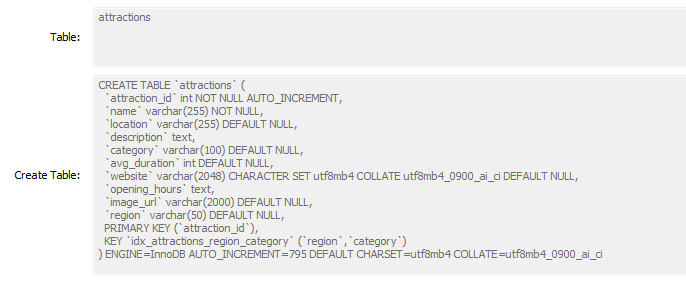 Table:
attractions
Create Table:
CREATE TABLE `attractions` (
`attraction_id` int NOT NULL AUTO_INCREMENT,
`name` varchar(255) NOT NULL,
`location` varchar(255) DEFAULT NULL,
`description` text,
`category` varchar(100) DEFAULT NULL,
`avg_duration` int DEFAULT NULL,
`website` varchar(2048) CHARACTER SET utf8mb4 COLLATE utf8mb4_0900_ai_ci DEFAULT NULL,
`opening_hours` text,
`image_url` varchar(2000) DEFAULT NULL,
`region` varchar(50) DEFAULT NULL,
PRIMARY KEY (`attraction_id`),
KEY `idx_attractions_region_category` (`region`,`category`)
) ENGINE=InnoDB AUTO_INCREMENT=795 DEFAULT CHARSET=utf8mb4 COLLATE=utf8mb4_0900_ai_ci